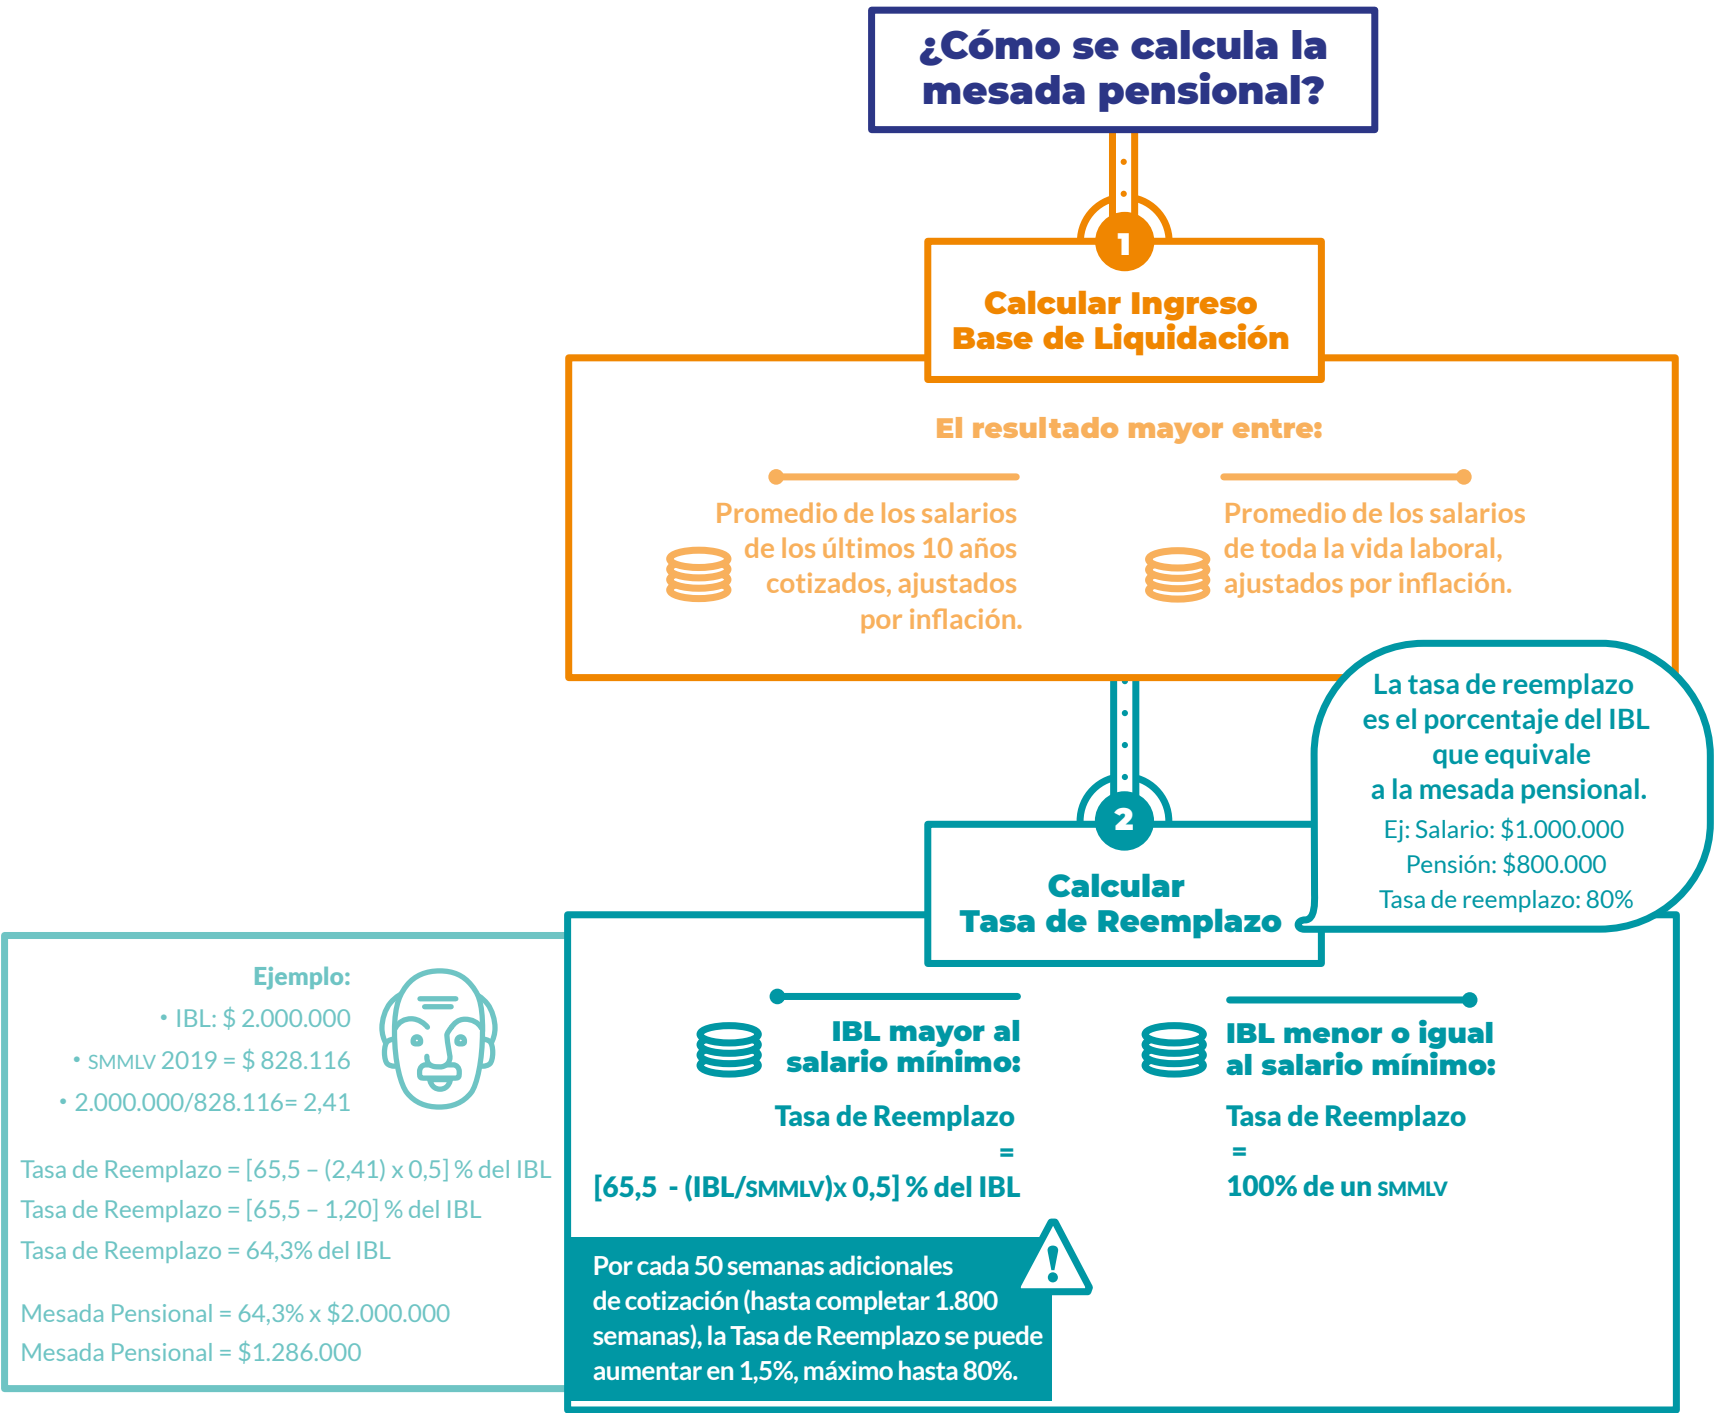 ¿Cómo se calcula la
mesada pensional?
1
Calcular Ingreso
Base de Liquidación
El resultado mayor entre:
Promedio de los salarios
de los últimos 10 años
cotizados, ajustados
por inflación.
Promedio de los salarios
de toda la vida laboral,
ajustados por inflación.
La tasa de reemplazo
es el porcentaje del IBL
que equivale
a la mesada pensional.
Ej: Salario: $1.000.000
Pensión: $800.000
Tasa de reemplazo: 80%
2
Calcular
Tasa de Reemplazo
IBL mayor al
salario mínimo:
Tasa de Reemplazo
=
[65,5 - (IBL/SMMLV)x 0,5] % del IBL
IBL menor o igual
al salario mínimo:
Tasa de Reemplazo
=
100% de un SMMLV
Por cada 50 semanas adicionales
de cotización (hasta completar 1.800
semanas), la Tasa de Reemplazo se puede
aumentar en 1,5%, máximo hasta 80%.
!
Ejemplo:
• IBL: $ 2.000.000
• SMMLV 2019 = $ 828.116
• 2.000.000/828.116= 2,41
Tasa de Reemplazo = [65,5 – (2,41) x 0,5] % del IBL
Tasa de Reemplazo = [65,5 – 1,20] % del IBL
Tasa de Reemplazo = 64,3% del IBL
Mesada Pensional = 64,3% x $2.000.000
Mesada Pensional = $1.286.000